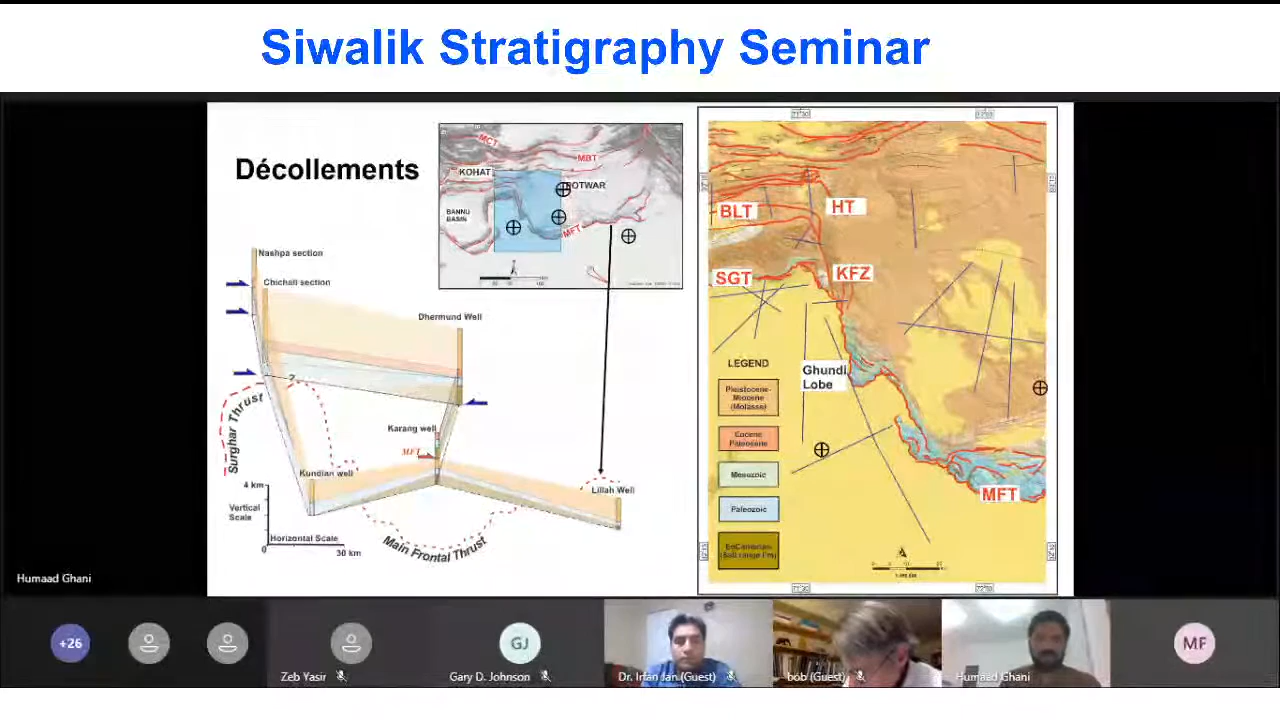 Siwalik Stratigraphy Seminar
Décollements
MCT
MBT
KOHAT
POTWAR
BANNU
BASIN
MFT
Nashpa section
Chichali section
Dhermund Well
?
Surghar Thrust
Karang well
MFT
Kundian well
Lillah Well
4 km
Vertical
Scale
Horizontal Scale
0
30 km
Main Frontal Thrust
BLT
HT
SGT
KFZ
Ghundi
Lobe
MFT
LEGEND
Pleistocene-
Miocene
(Molasse)
Eocene
Paleocene
Mesozoic
Paleozoic
EoCambrian
(Salt range Fm)
Humaad Ghani
+26
Zeb Yasir
GJ
Gary D. Johnson
Dr. Irfan Jan (Guest)
bob (Guest)
Humaad Ghani
MF